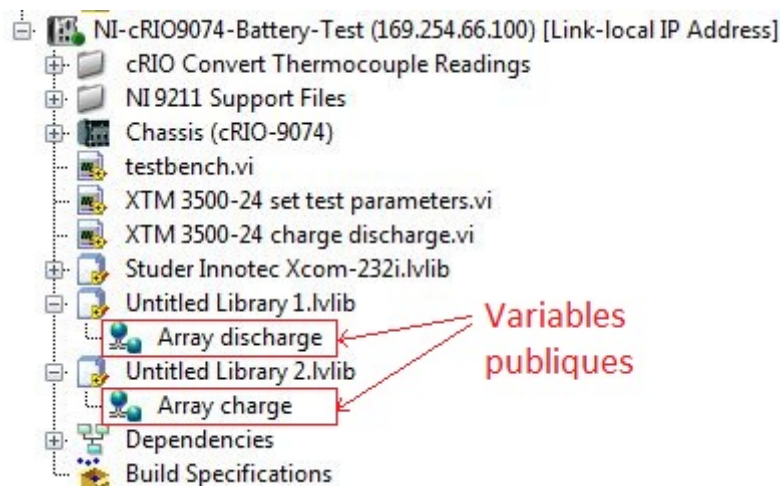 NI-cRIO9074-Battery-Test (169.254.66.100) [Link-local IP Address]
cRIO Convert Thermocouple Readings
NI 9211 Support Files
Chassis (cRIO-9074)
testbench.vi
XTM 3500-24 set test parameters.vi
XTM 3500-24 charge discharge.vi
Studer Innotec Xcom-232i.lvlib
Untitled Library 1.lvlib
Array discharge
Untitled Library 2.lvlib
Array charge
Dependencies
Build Specifications
Variables
publiques